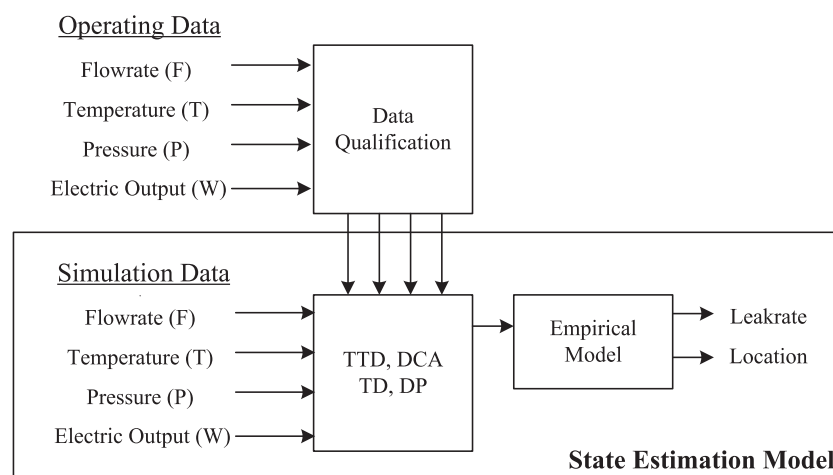 Operating Data
Flowrate (F)
Temperature (T)
Pressure (P)
Electric Output (W)
Data
Qualification
Simulation Data
Flowrate (F)
Temperature (T)
Pressure (P)
Electric Output (W)
TTD, DCA
TD, DP
Empirical
Model
Leakrate
Location
State Estimation Model